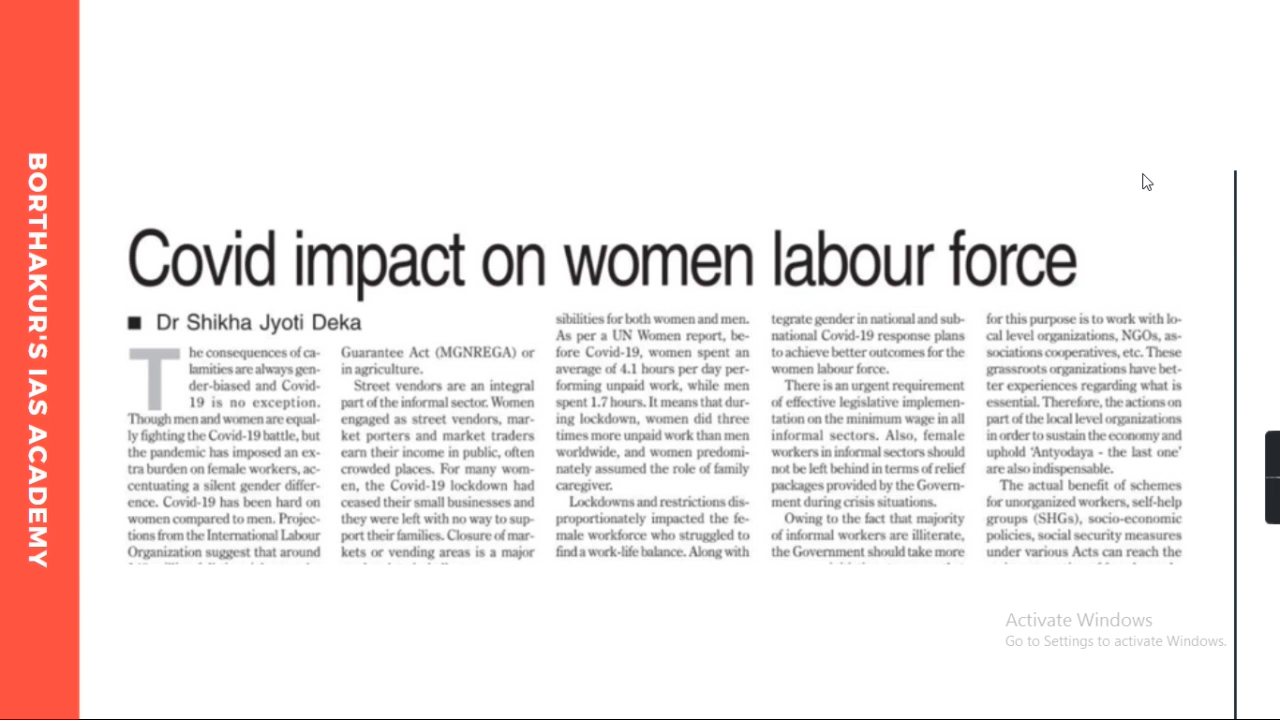 BORTHAKUR'S IAS ACADEMY
Covid impact on women labour force
■ Dr Shikha Jyoti Deka
The consequences of ca-
lamities are always gen-
der-biased and Covid-
19 is no exception.
Though men and women are equal-
ly fighting the Covid-19 battle, but
the pandemic has imposed an ex-
tra burden on female workers, ac-
centuating a silent gender differ-
ence. Covid-19 has been hard on
women compared to men. Projec-
tions from the International Labour
Organization suggest that around
Guarantee Act (MGNREGA) or
in agriculture.
Street vendors are an integral
part of the informal sector. Women
engaged as street vendors, mar-
ket porters and market traders
earn their income in public, often
crowded places. For many wom-
en, the Covid-19 lockdown had
ceased their small businesses and
they were left with no way to sup-
port their families. Closure of mar-
kets or vending areas is a major
sibilities for both women and men.
As per a UN Women report, be-
fore Covid-19, women spent an
average of 4.1 hours per day per-
forming unpaid work, while men
spent 1.7 hours. It means that dur-
ing lockdown, women did three
times more unpaid work than men
worldwide, and women predomi-
nately assumed the role of family
caregiver.
Lockdowns and restrictions dis-
proportionately impacted the fe-
male workforce who struggled to
find a work-life balance. Along with
tegrate gender in national and sub-
national Covid-19 response plans
to achieve better outcomes for the
women labour force.
There is an urgent requirement
of effective legislative implemen-
tation on the minimum wage in all
informal sectors. Also, female
workers in informal sectors should
not be left behind in terms of relief
packages provided by the Govern-
ment during crisis situations.
Owing to the fact that majority
of informal workers are illiterate,
the Government should take more
for this purpose is to work with lo-
cal level organizations, NGOs, as-
sociations cooperatives, etc. These
grassroots organizations have bet-
ter experiences regarding what is
essential. Therefore, the actions on
part of the local level organizations
in order to sustain the economy and
uphold 'Antyodaya - the last one'
are also indispensable.
The actual benefit of schemes
for unorganized workers, self-help
groups (SHGs), socio-economic
policies, social security measures
under various Acts can reach the
Activate Windows
Go to Settings to activate Windows.